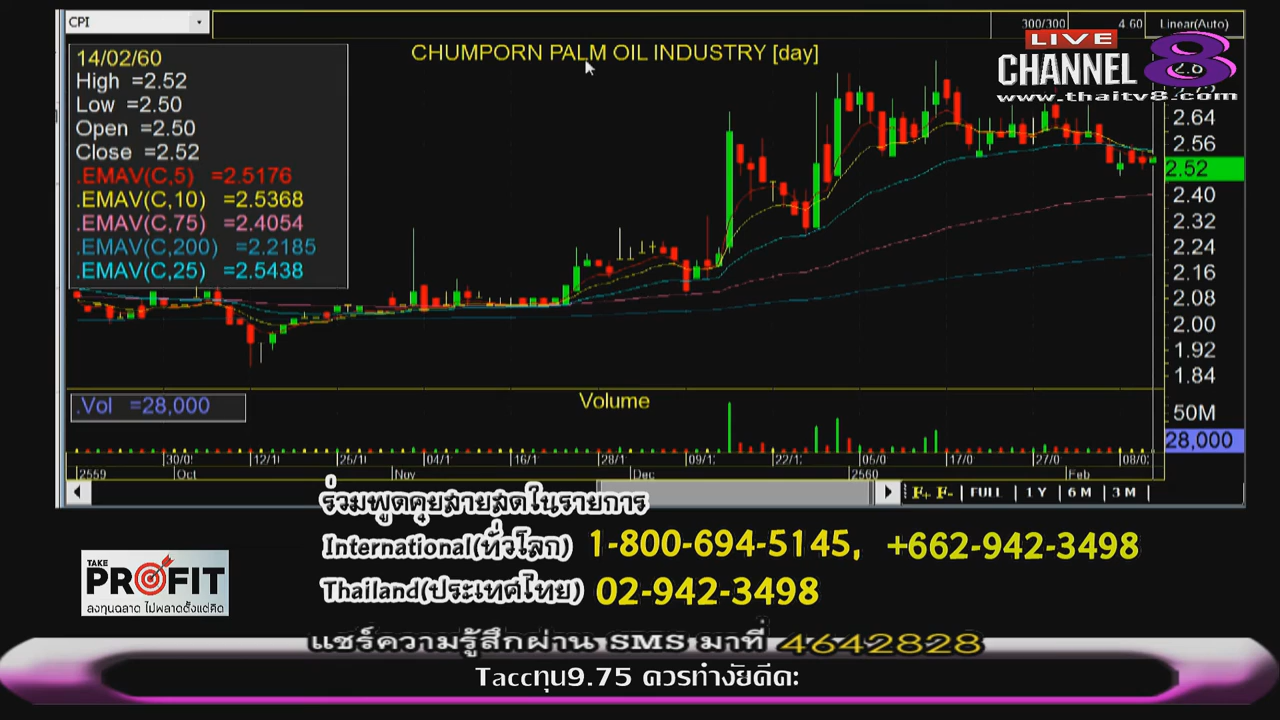 CPI
300/300 4 60 Linear(Auto)
14/02/60
High =2.52
Low =2.50
Open =2.50
Close =2.52
.EMAV(C,5) =2.5176
.EMAV(C,10) =2.5368
.EMAV(C,75) =2.4054
.EMAV(C,200) =2.2185
.EMAV(C,25) =2.5438
CHUMPORN PALM OIL INDUSTRY [day]
LIVE
CHANNEL 8
www.thaitv8.com
2.64
2.56
2.52
2.40
2.32
2.24
2.16
2.08
2.00
1.92
1.84
.Vol =28,000
Volume
50M
28,000
30/0 12/1 25/1 04/1 16/1 28/1 09/1 22/1 05/0 17/0 27/0 08/0
2559 Oct Nov Dec 2560 Feb
F+ F- FULL 1 Y 6 M 3 M
ร่วมพูดคุยสายสดในรายการ
International(ทั่วโลก) 1-800-694-5145, +662-942-3498
Thailand(ประเทศไทย) 02-942-3498
TAKE
PROFIT
ลงทุนฉลาด ไม่พลาดตั้งแต่คิด
แชร์ความรู้สึกผ่าน SMS มาที่ 4642828
Taccทุน9.75 ควรทำงัยดีค่ะ